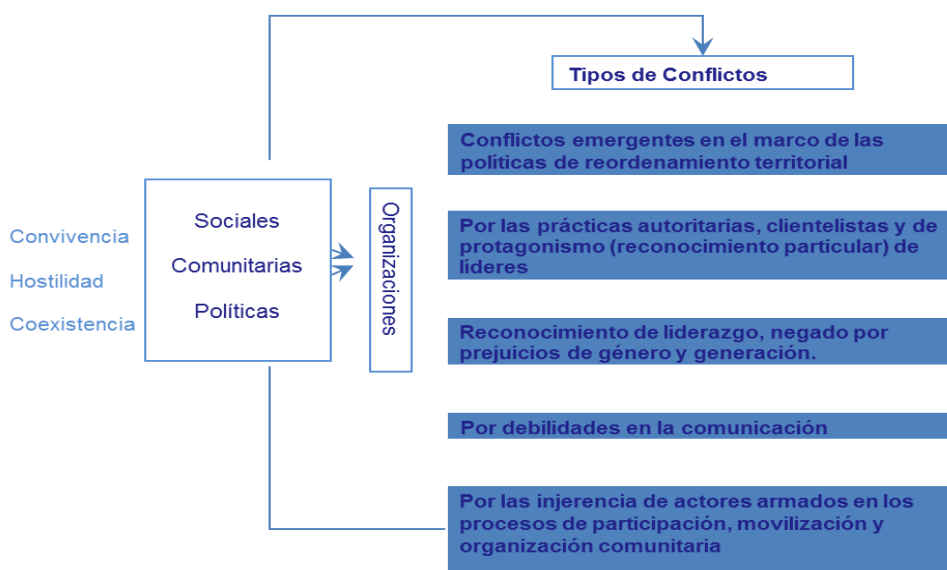 Tipos de Conflictos
Convivencia
Hostilidad
Coexistencia
Sociales
Comunitarias
Políticas
Organizaciones
Conflictos emergentes en el marco de las
políticas de reordenamiento territorial
Por las prácticas autoritarias, clientelistas y de
protagonismo (reconocimiento particular) de
líderes
Reconocimiento de liderazgo, negado por
prejuicios de género y generación.
Por debilidades en la comunicación
Por las injerencia de actores armados en los
procesos de participación, movilización y
organización comunitaria